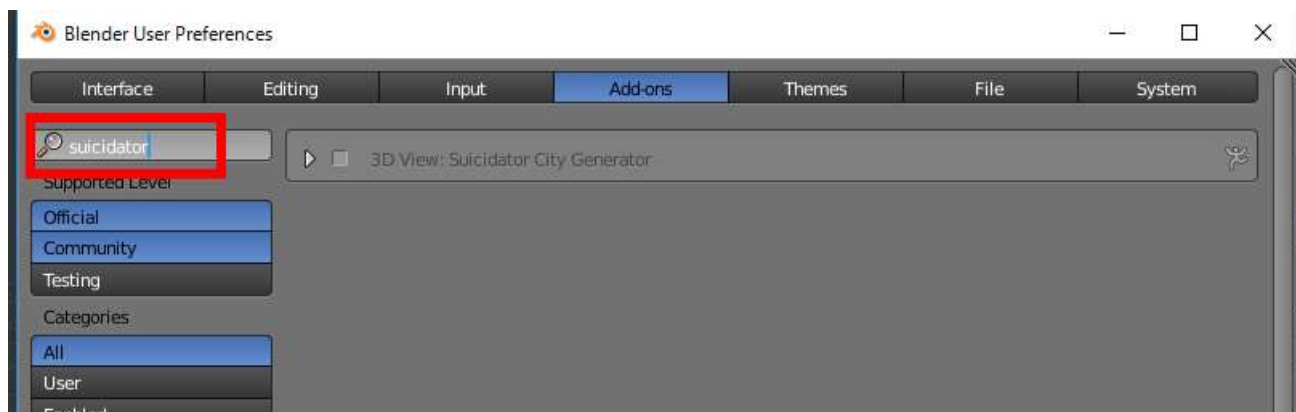 Blender User Preferences
Interface Editing Input Add-ons Themes File System
suicidator
3D View: Suicidator City Generator
Supported Level
Official
Community
Testing
Categories
All
User
Enabled